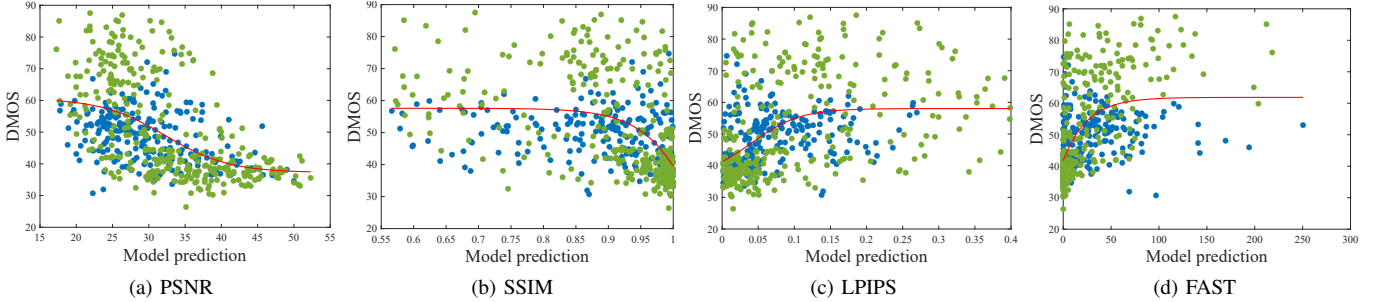 DMOS
90
80
70
60
50
40
30
20
15 20 25 30 35 40 45 50 55
Model prediction
(a) PSNR
DMOS
90
80
70
60
50
40
30
20
0.55 0.6 0.65 0.7 0.75 0.8 0.85 0.9 0.95 1
Model prediction
(b) SSIM
DMOS
90
80
70
60
50
40
30
20
0 0.05 0.1 0.15 0.2 0.25 0.3 0.35 0.4
Model prediction
(c) LPIPS
DMOS
90
80
70
60
50
40
30
20
0 50 100 150 200 250 300
Model prediction
(d) FAST